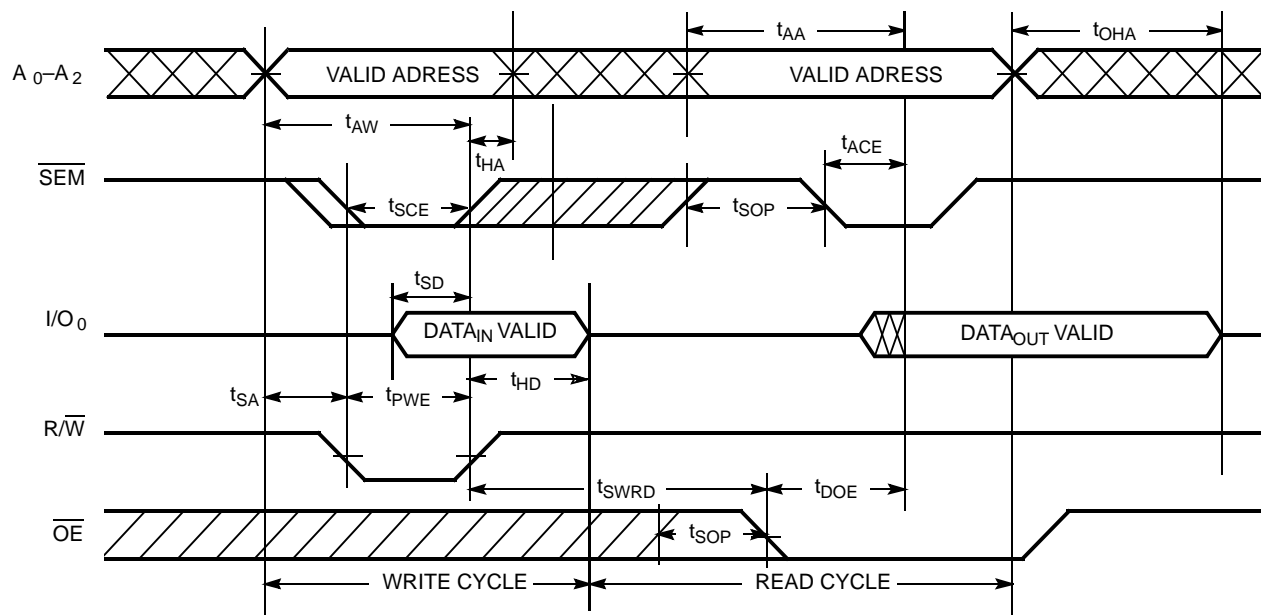 tAA
tOHA
A0–A2
VALID ADRESS
VALID ADRESS
tAW
tHA
tACE
SEM
tSCE
tSOP
tSD
I/O0
DATAIN VALID
DATAOUT VALID
tSA
tPWE
tHD
R/W
tSWRD
tDOE
OE
tSOP
WRITE CYCLE
READ CYCLE